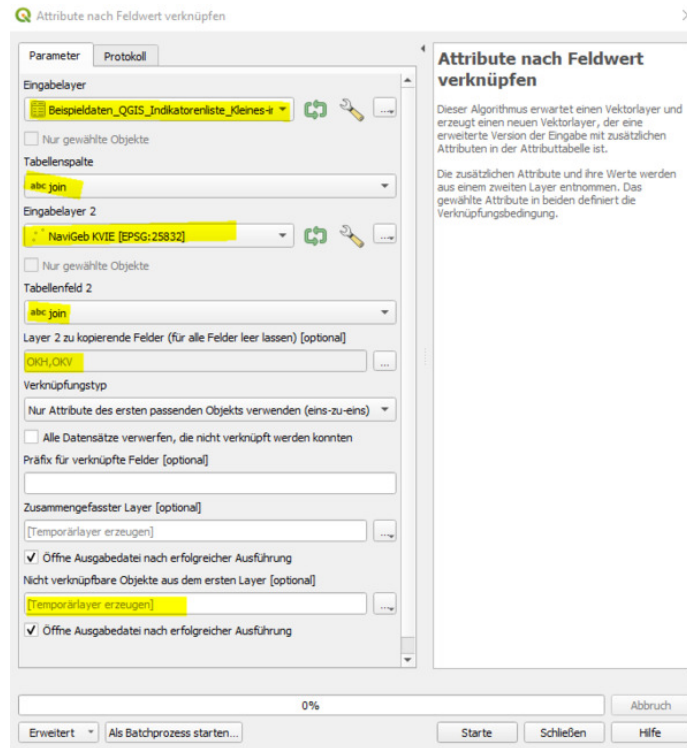 Attribute nach Feldwert verknüpfen
Parameter
Protokoll
Eingabelayer
Beispieldaten_QGIS_Indikatorenliste_Kleines-ir
Nur gewählte Objekte
Tabellenspalte
abc join
Eingabelayer 2
NaviGeb KVIE [EPSG:25832]
Nur gewählte Objekte
Tabellenfeld 2
abc join
Layer 2 zu kopierende Felder (für alle Felder leer lassen) [optional]
OKH,OKV
...
Verknüpfungstyp
Nur Attribute des ersten passenden Objekts verwenden (eins-zu-eins)
Alle Datensätze verwerfen, die nicht verknüpft werden konnten
Präfix für verknüpfte Felder [optional]
Zusammengefasster Layer [optional]
[Temporärlayer erzeugen]
Öffne Ausgabedatei nach erfolgreicher Ausführung
Nicht verknüpfbare Objekte aus dem ersten Layer [optional]
[Temporärlayer erzeugen]
Öffne Ausgabedatei nach erfolgreicher Ausführung
Attribute nach Feldwert
verknüpfen
Dieser Algorithmus erwartet einen Vektorlayer und
erzeugt einen neuen Vektorlayer, der eine
erweiterte Version der Eingabe mit zusätzlichen
Attributen in der Attributtabelle ist.
Die zusätzlichen Attribute und ihre Werte werden
aus einem zweiten Layer entnommen. Das
gewählte Attribute in beiden definiert die
Verknüpfungsbedingung.
0%
Abbruch
Erweitert
Als Batchprozess starten...
Starte
Schließen
Hilfe